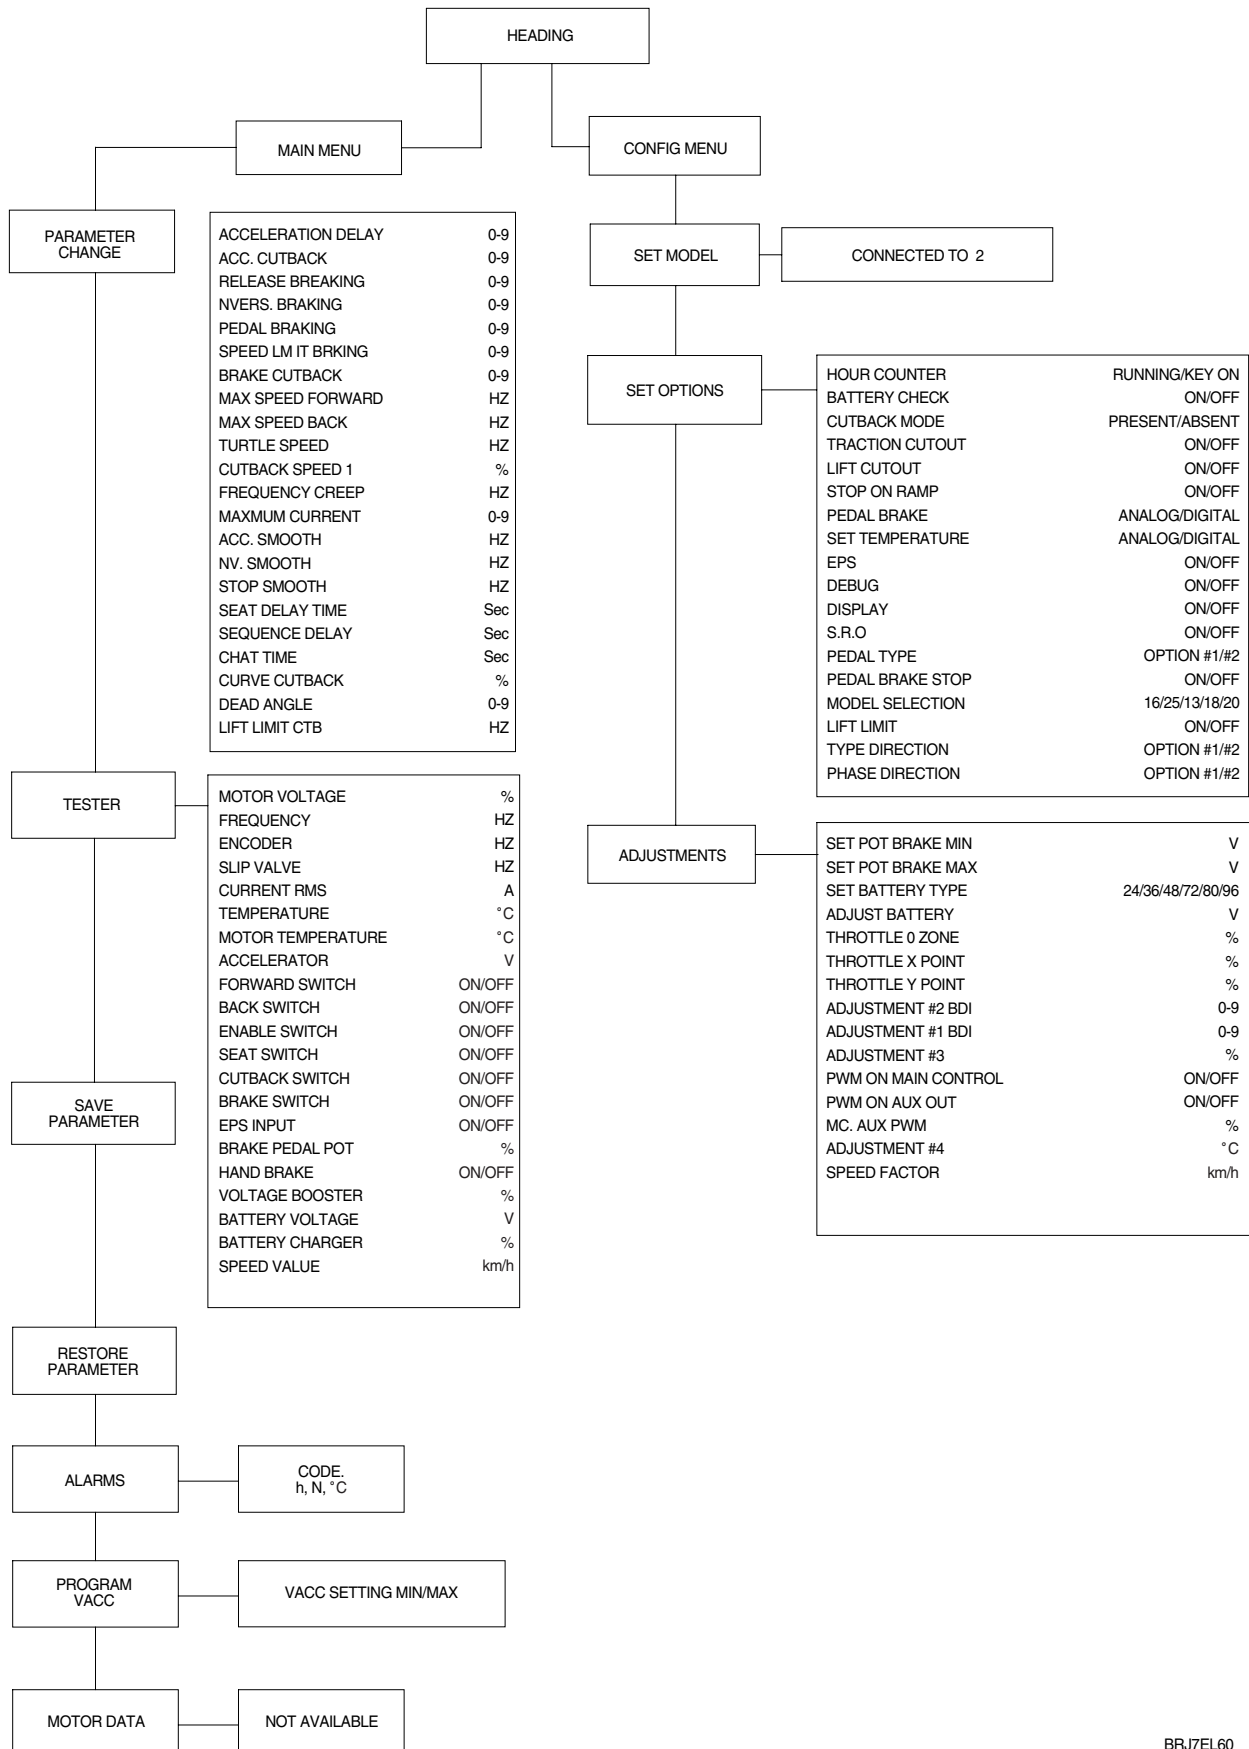 HEADING
MAIN MENU
CONFIG MENU
PARAMETER
CHANGE
ACCELERATION DELAY 0-9
ACC. CUTBACK 0-9
RELEASE BREAKING 0-9
NVERS. BRAKING 0-9
PEDAL BRAKING 0-9
SPEED LM IT BRKING 0-9
BRAKE CUTBACK 0-9
MAX SPEED FORWARD HZ
MAX SPEED BACK HZ
TURTLE SPEED HZ
CUTBACK SPEED 1 %
FREQUENCY CREEP HZ
MAXMUM CURRENT 0-9
ACC. SMOOTH HZ
NV. SMOOTH HZ
STOP SMOOTH HZ
SEAT DELAY TIME Sec
SEQUENCE DELAY Sec
CHAT TIME Sec
CURVE CUTBACK %
DEAD ANGLE 0-9
LIFT LIMIT CTB HZ
TESTER
MOTOR VOLTAGE %
FREQUENCY HZ
ENCODER HZ
SLIP VALVE HZ
CURRENT RMS A
TEMPERATURE °C
MOTOR TEMPERATURE °C
ACCELERATOR V
FORWARD SWITCH ON/OFF
BACK SWITCH ON/OFF
ENABLE SWITCH ON/OFF
SEAT SWITCH ON/OFF
CUTBACK SWITCH ON/OFF
BRAKE SWITCH ON/OFF
EPS INPUT ON/OFF
BRAKE PEDAL POT %
HAND BRAKE ON/OFF
VOLTAGE BOOSTER %
BATTERY VOLTAGE V
BATTERY CHARGER %
SPEED VALUE km/h
SAVE
PARAMETER
RESTORE
PARAMETER
ALARMS
CODE.
h, N, °C
PROGRAM
VACC
VACC SETTING MIN/MAX
MOTOR DATA
NOT AVAILABLE
SET MODEL
CONNECTED TO 2
SET OPTIONS
HOUR COUNTER RUNNING/KEY ON
BATTERY CHECK ON/OFF
CUTBACK MODE PRESENT/ABSENT
TRACTION CUTOUT ON/OFF
LIFT CUTOUT ON/OFF
STOP ON RAMP ON/OFF
PEDAL BRAKE ANALOG/DIGITAL
SET TEMPERATURE ANALOG/DIGITAL
EPS ON/OFF
DEBUG ON/OFF
DISPLAY ON/OFF
S.R.O ON/OFF
PEDAL TYPE OPTION #1/#2
PEDAL BRAKE STOP ON/OFF
MODEL SELECTION 16/25/13/18/20
LIFT LIMIT ON/OFF
TYPE DIRECTION OPTION #1/#2
PHASE DIRECTION OPTION #1/#2
ADJUSTMENTS
SET POT BRAKE MIN V
SET POT BRAKE MAX V
SET BATTERY TYPE 24/36/48/72/80/96
ADJUST BATTERY V
THROTTLE 0 ZONE %
THROTTLE X POINT %
THROTTLE Y POINT %
ADJUSTMENT #2 BDI 0-9
ADJUSTMENT #1 BDI 0-9
ADJUSTMENT #3 %
PWM ON MAIN CONTROL ON/OFF
PWM ON AUX OUT ON/OFF
MC. AUX PWM %
ADJUSTMENT #4 °C
SPEED FACTOR km/h
BRJ7EL60